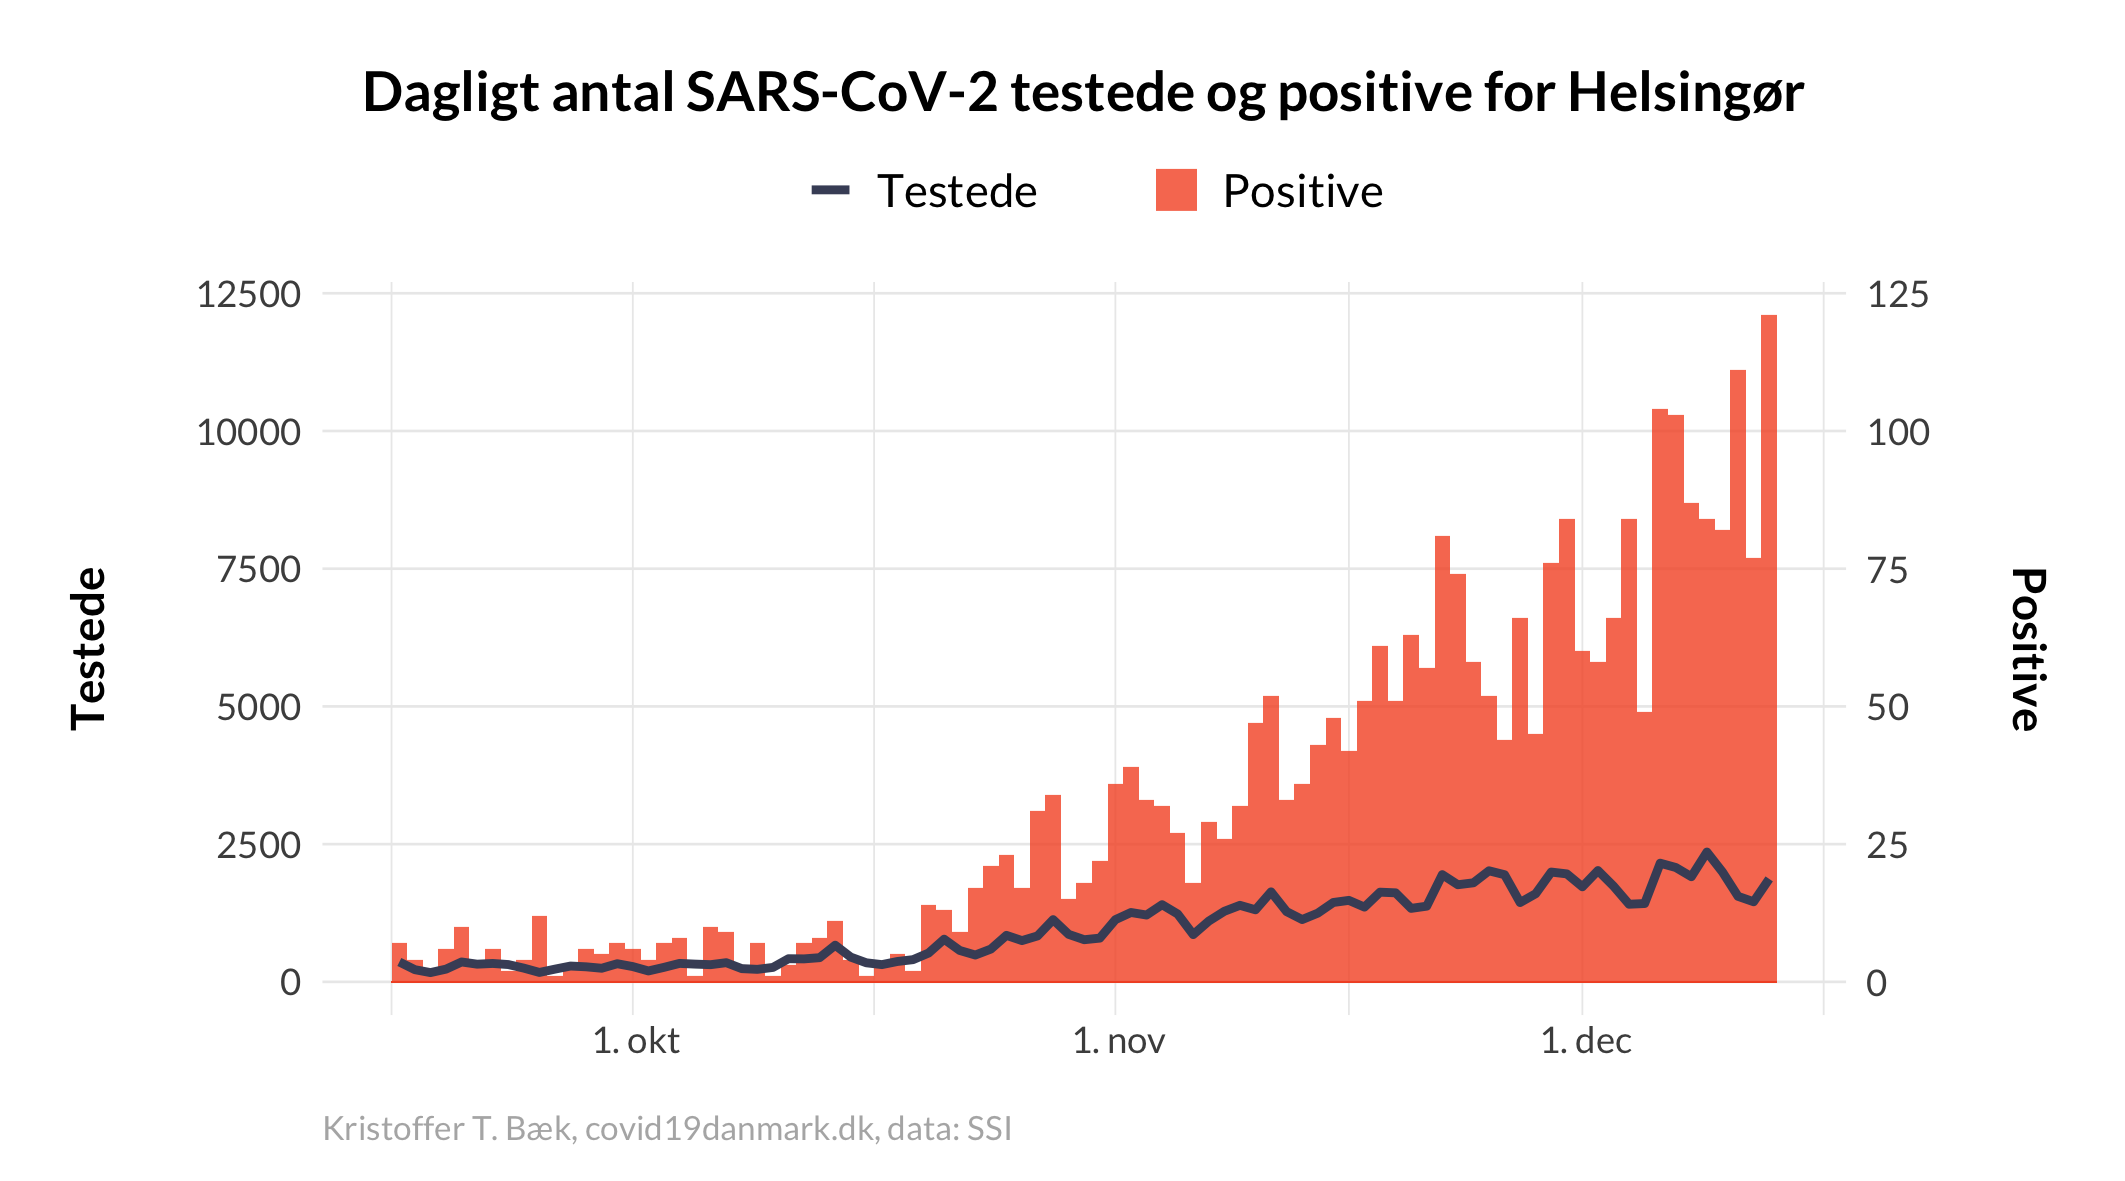 Dagligt antal SARS-CoV-2 testede og positive for Helsingør
Testede
Positive
12500
10000
7500
5000
2500
0
125
100
75
50
25
0
Testede
Positive
1. okt
1. nov
1. dec
Kristoffer T. Bæk, covid19danmark.dk, data: SSI